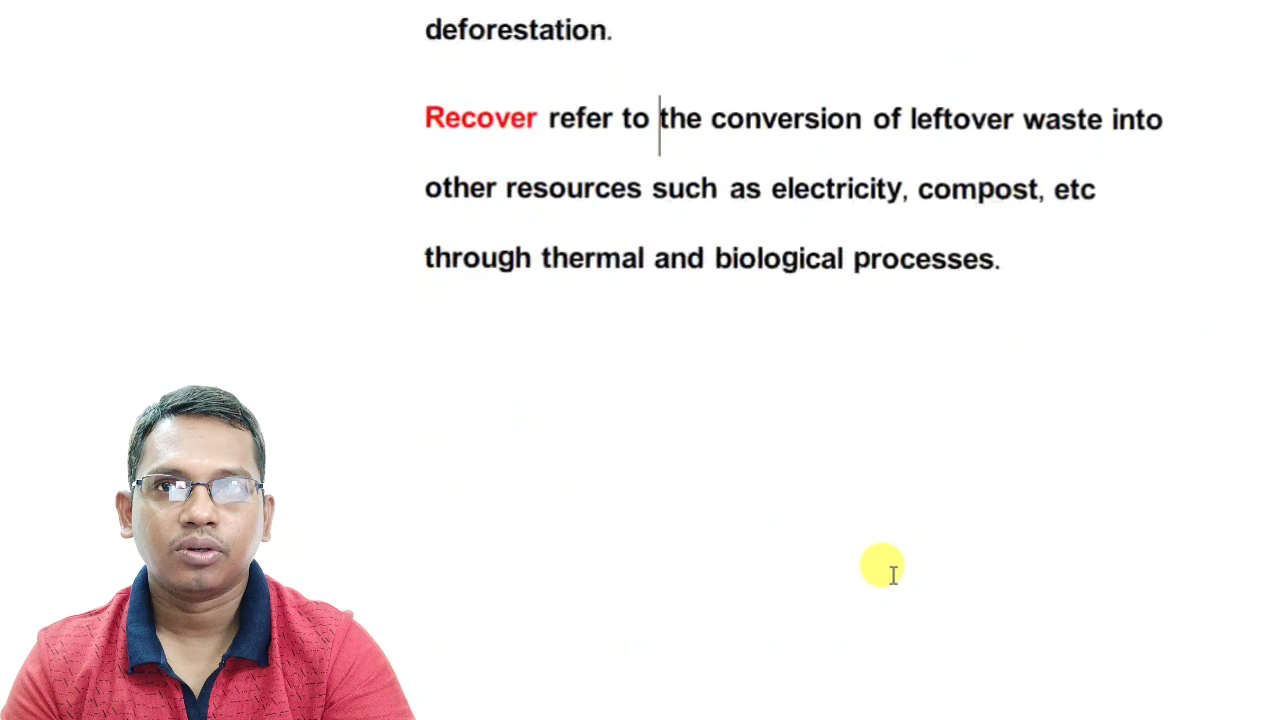 deforestation.
Recover refer to the conversion of leftover waste into
other resources such as electricity, compost, etc
through thermal and biological processes.